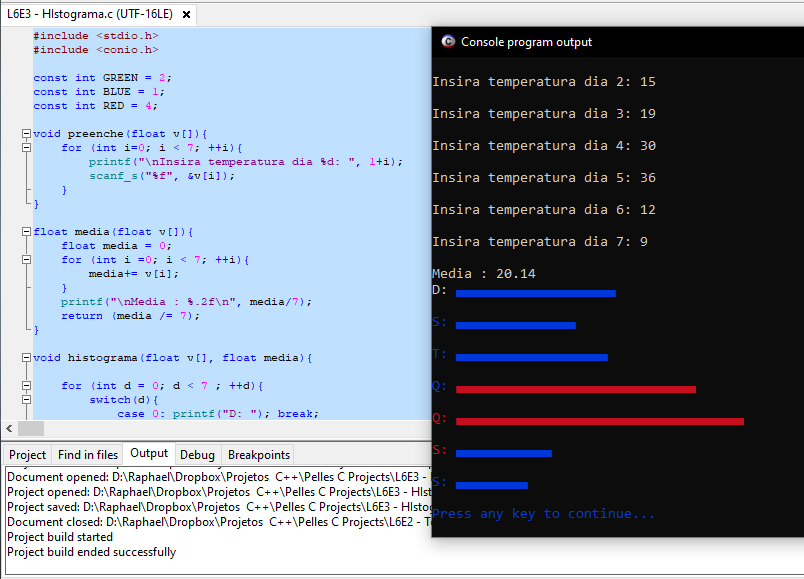 L6E3 - HIstograma.c (UTF-16LE)
#include <stdio.h>
#include <conio.h>
const int GREEN = 2;
const int BLUE = 1;
const int RED = 4;
void preenche(float v[]){
for (int i=0; i < 7; ++i){
printf("\nInsira temperatura dia %d: ", 1+i);
scanf_s("%f", &v[i]);
}
}
float media(float v[]){
float media = 0;
for (int i =0; i < 7; ++i){
media+= v[i];
}
printf("\nMedia : %.2f\n", media/7);
return (media /= 7);
}
void histograma(float v[], float media){
for (int d = 0; d < 7 ; ++d){
switch(d){
case 0: printf("D: "); break;
Console program output
Insira temperatura dia 2: 15
Insira temperatura dia 3: 19
Insira temperatura dia 4: 30
Insira temperatura dia 5: 36
Insira temperatura dia 6: 12
Insira temperatura dia 7: 9
Media : 20.14
D:
S:
T:
Q:
Q:
S:
S:
Press any key to continue...
Project Find in files Output Debug Breakpoints
Document opened: D:\Raphael\Dropbox\Projetos C++\Pelles C Projects\L6E3 - 
Project opened: D:\Raphael\Dropbox\Projetos C++\Pelles C Projects\L6E3 - HIst
Project saved: D:\Raphael\Dropbox\Projetos C++\Pelles C Projects\L6E3 - HIstog
Document closed: D:\Raphael\Dropbox\Projetos C++\Pelles C Projects\L6E2 - T
Project build started
Project build ended successfully